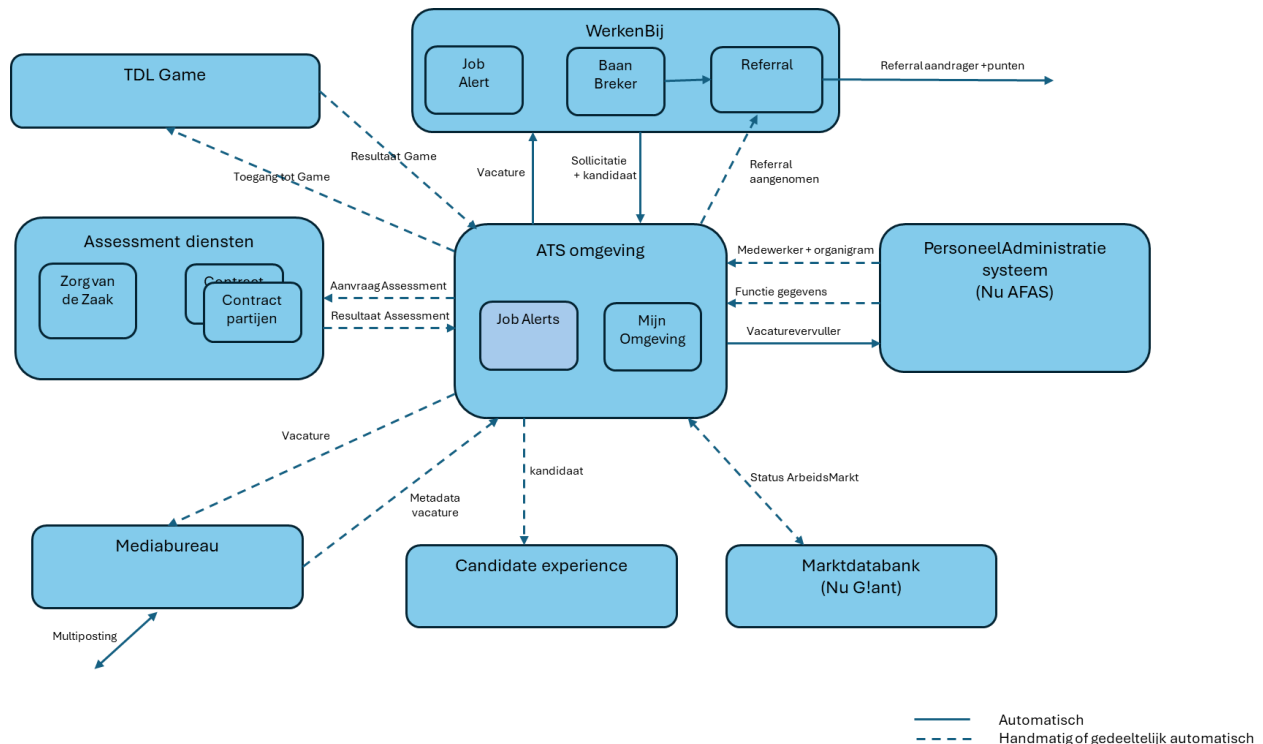 WerkenBij
Job
Alert
Baan
Breker
Referral
Referral aandrager + punten
TDL Game
Resultaat Game
Toegang tot Game
Vacature
Sollicitatie
+ kandidaat
Referral
aangenomen
Assessment diensten
Zorg van
de Zaak
Contract
Contract
partijen
Aanvraag Assessment
Resultaat Assessment
ATS omgeving
Job Alerts
Mijn
Omgeving
Medewerker + organigram
Functie gegevens
Vacaturevervuller
PersoneelAdministratie
systeem
(Nu AFAS)
Vacature
Metadata
vacature
kandidaat
Status ArbeidsMarkt
Mediabureau
Multiposting
Candidate experience
Marktdatabank
(Nu G!ant)
Automatisch
Handmatig of gedeeltelijk automatisch